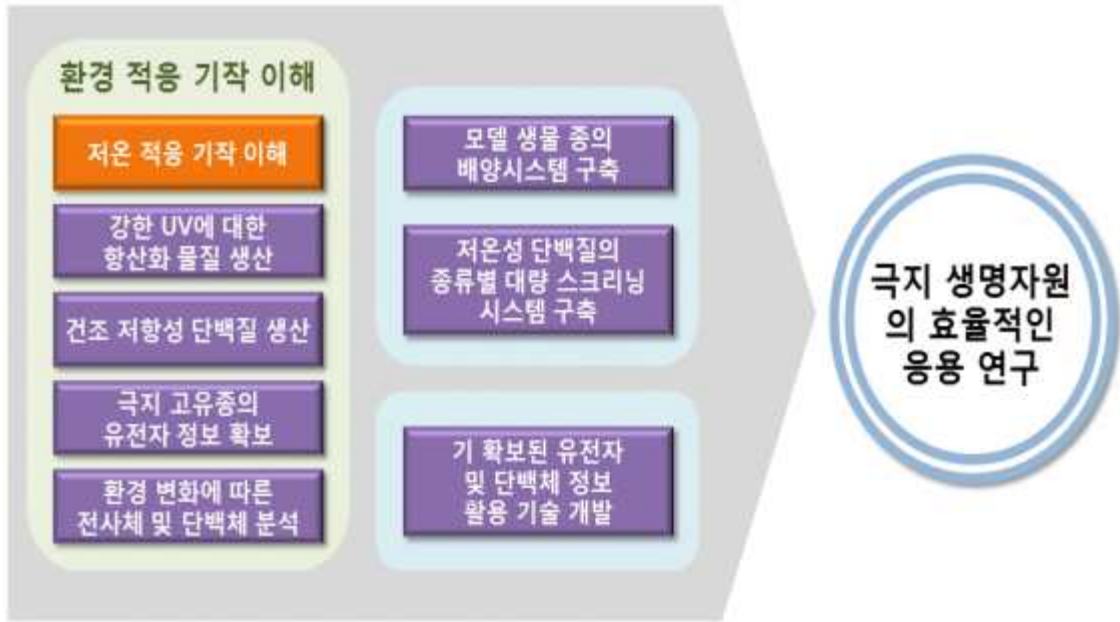 환경 적응 기작 이해
저온 적응 기작 이해
강한 UV에 대한
항산화 물질 생산
건조 저항성 단백질 생산
극지 고유종의
유전자 정보 확보
환경 변화에 따른
전사체 및 단백체 분석
모델 생물 종의
배양시스템 구축
저온성 단백질의
종류별 대량 스크리닝
시스템 구축
기 확보된 유전자
및 단백체 정보
활용 기술 개발
극지 생명자원
의 효율적인
응용 연구